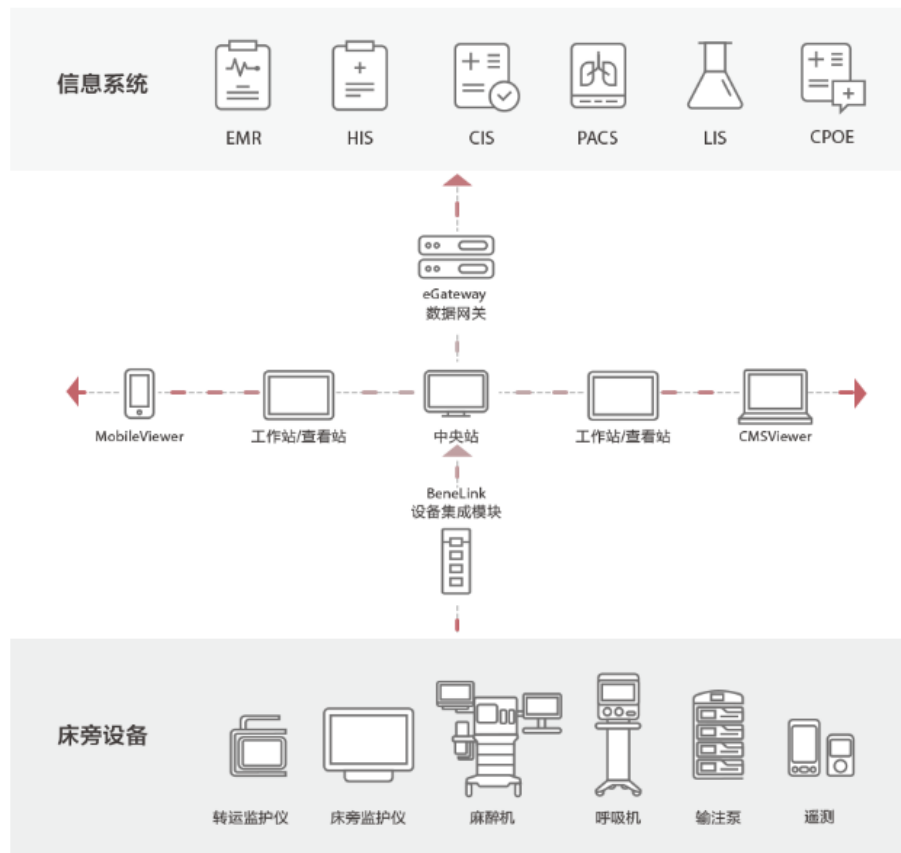 信息系统
EMR
HIS
CIS
PACS
LIS
CPOE
eGateway
数据网关
MobileViewer
工作站/查看站
中央站
工作站/查看站
CMSViewer
BeneLink
设备集成模块
床旁设备
转运监护仪
床旁监护仪
麻醉机
呼吸机
输注泵
遥测